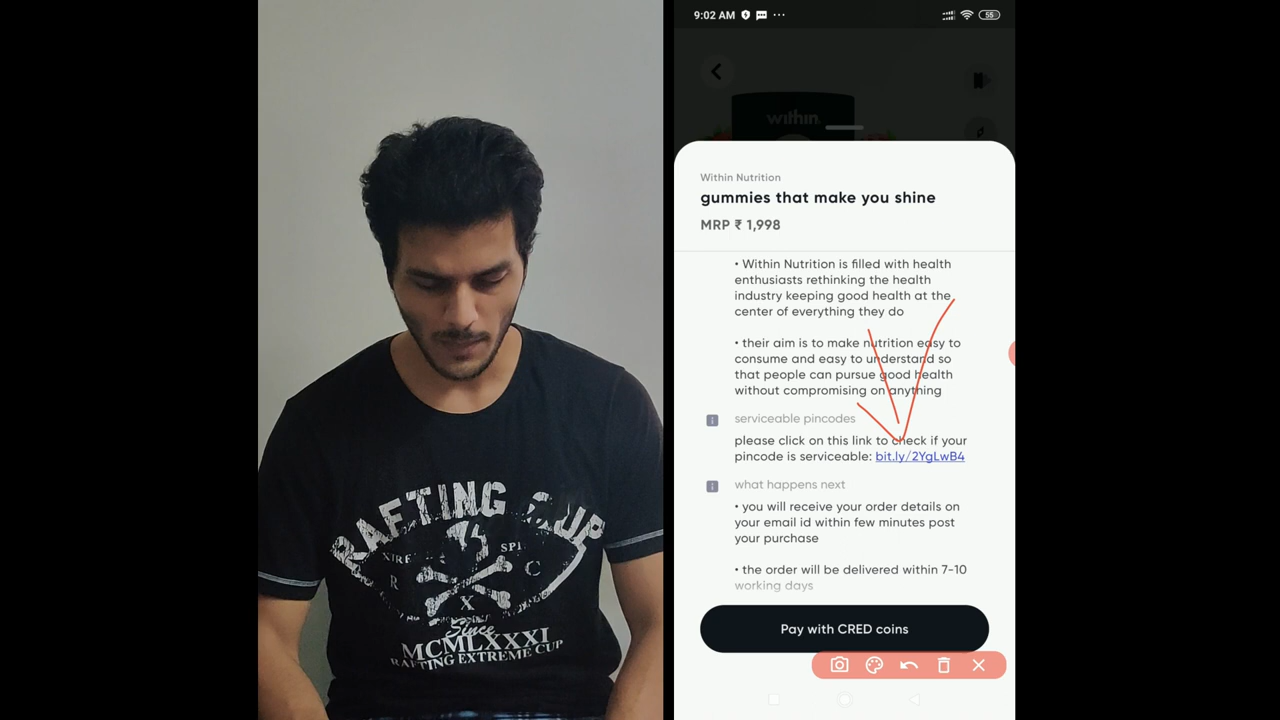 RAFTING CUP
XTRE
SPI
R
C
X
Since
MCMLXXXI
RAFTING EXTREME CUP
9:02 AM
55
within
Within Nutrition
gummies that make you shine
MRP ₹ 1,998
• Within Nutrition is filled with health
enthusiasts rethinking the health
industry keeping good health at the
center of everything they do
• their aim is to make nutrition easy to
consume and easy to understand so
that people can pursue good health
without compromising on anything
serviceable pincodes
please click on this link to check if your
pincode is serviceable: bit.ly/2YgLwB4
what happens next
• you will receive your order details on
your email id within few minutes post
your purchase
• the order will be delivered within 7-10
working days
Pay with CRED coins